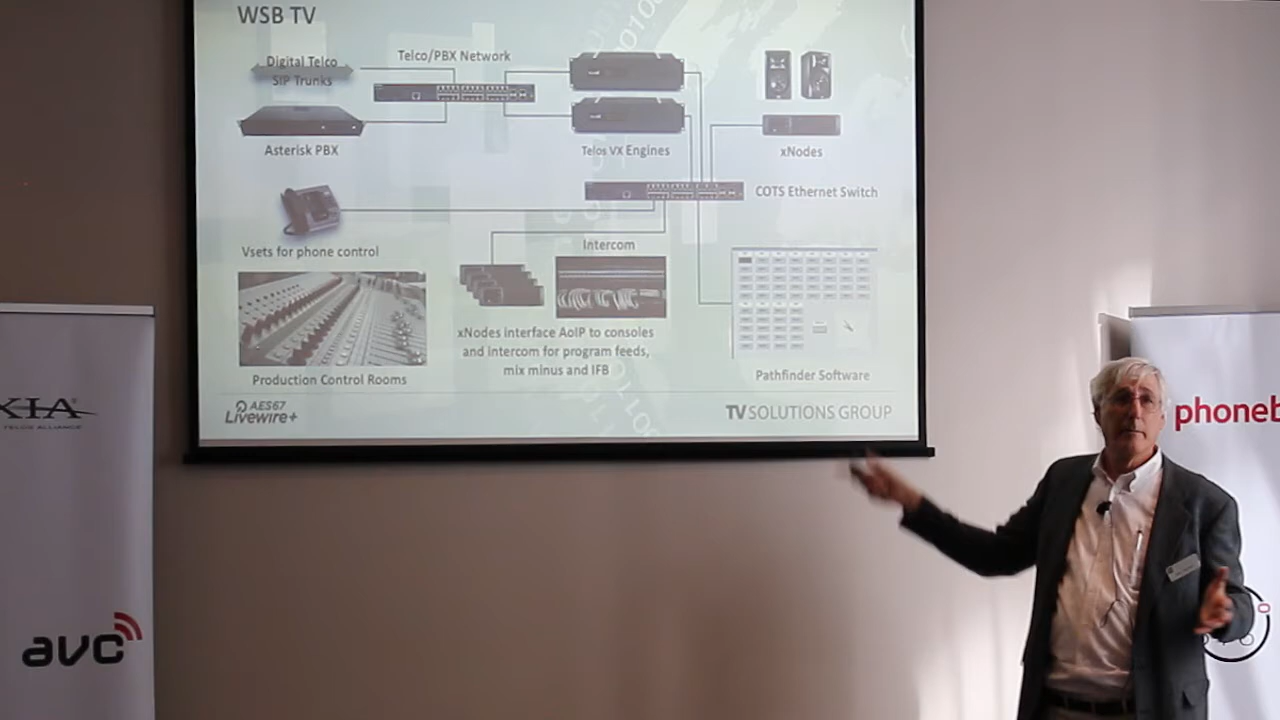 WSB TV
Digital Telco
SIP Trunks
Telco/PBX Network
Asterisk PBX
Telos VX Engines
xNodes
COTS Ethernet Switch
Vsets for phone control
Intercom
xNodes Interface AoIP to consoles
and intercom for program feeds,
mix minus and IFB
Production Control Rooms
Pathfinder Software
AES67
Livewire+
TV SOLUTIONS GROUP
XIA
TELOS ALLIANCE
avc
phoneb